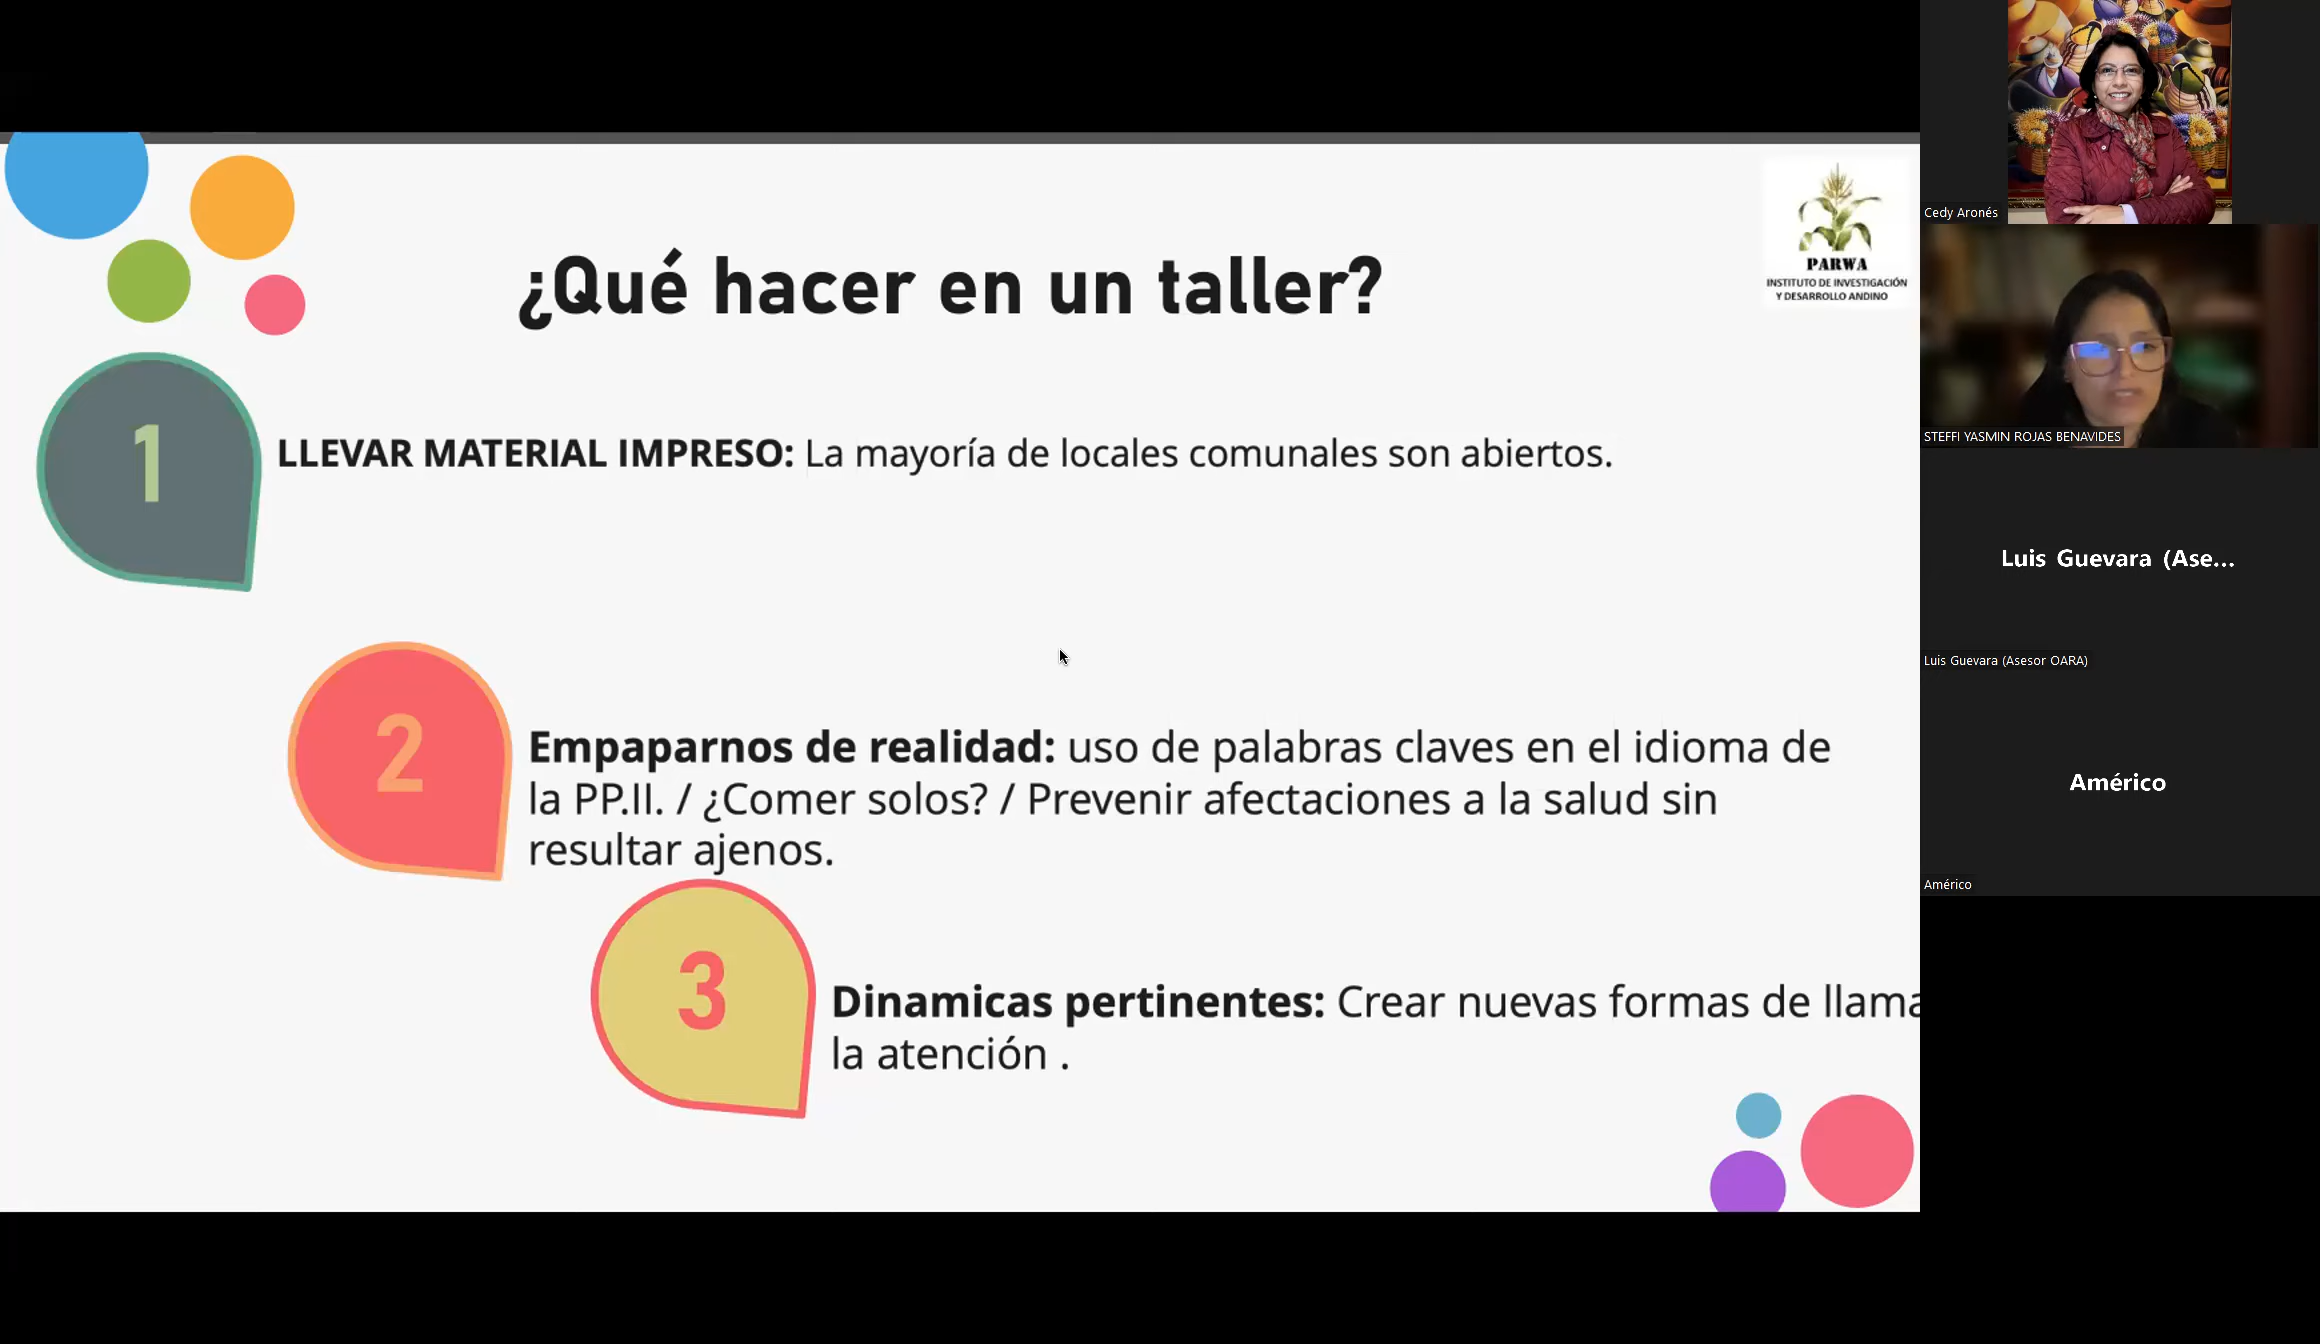 ¿Qué hacer en un taller?
PARWA
INSTITUTO DE INVESTIGACIÓN
Y DESARROLLO ANDINO
1
LLEVAR MATERIAL IMPRESO: La mayoría de locales comunales son abiertos.
2
Empaparnos de realidad: uso de palabras claves en el idioma de
la PP.II. / ¿Comer solos? / Prevenir afectaciones a la salud sin
resultar ajenos.
3
Dinamicas pertinentes: Crear nuevas formas de llama
la atención .
Cedy Aronés
STEFFI YASMIN ROJAS BENAVIDES
Luis Guevara (Ase...
Luis Guevara (Asesor OARA)
Américo
Américo